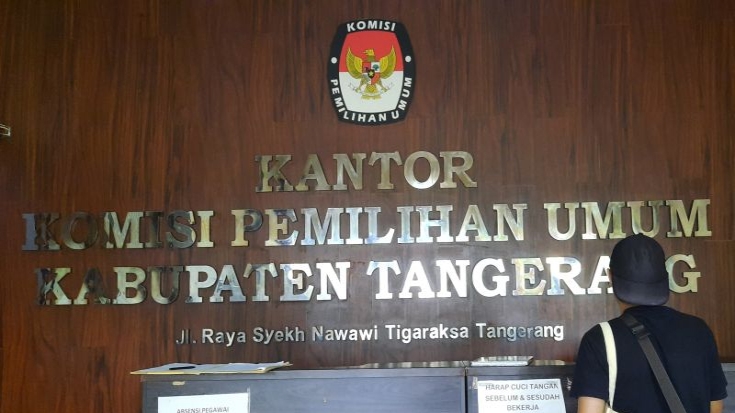 KOMISI
PEMILIHAN UMUM
KANTOR
KOMISI PEMILIHAN UMUM
KABUPATEN TANGERANG
Jl. Raya Syekh Nawawi Tigaraksa Tangerang
ABSENSI PEGAWAI
HARAP CUCI TANGAN
SEBELUM & SESUDAH
BEKERJA